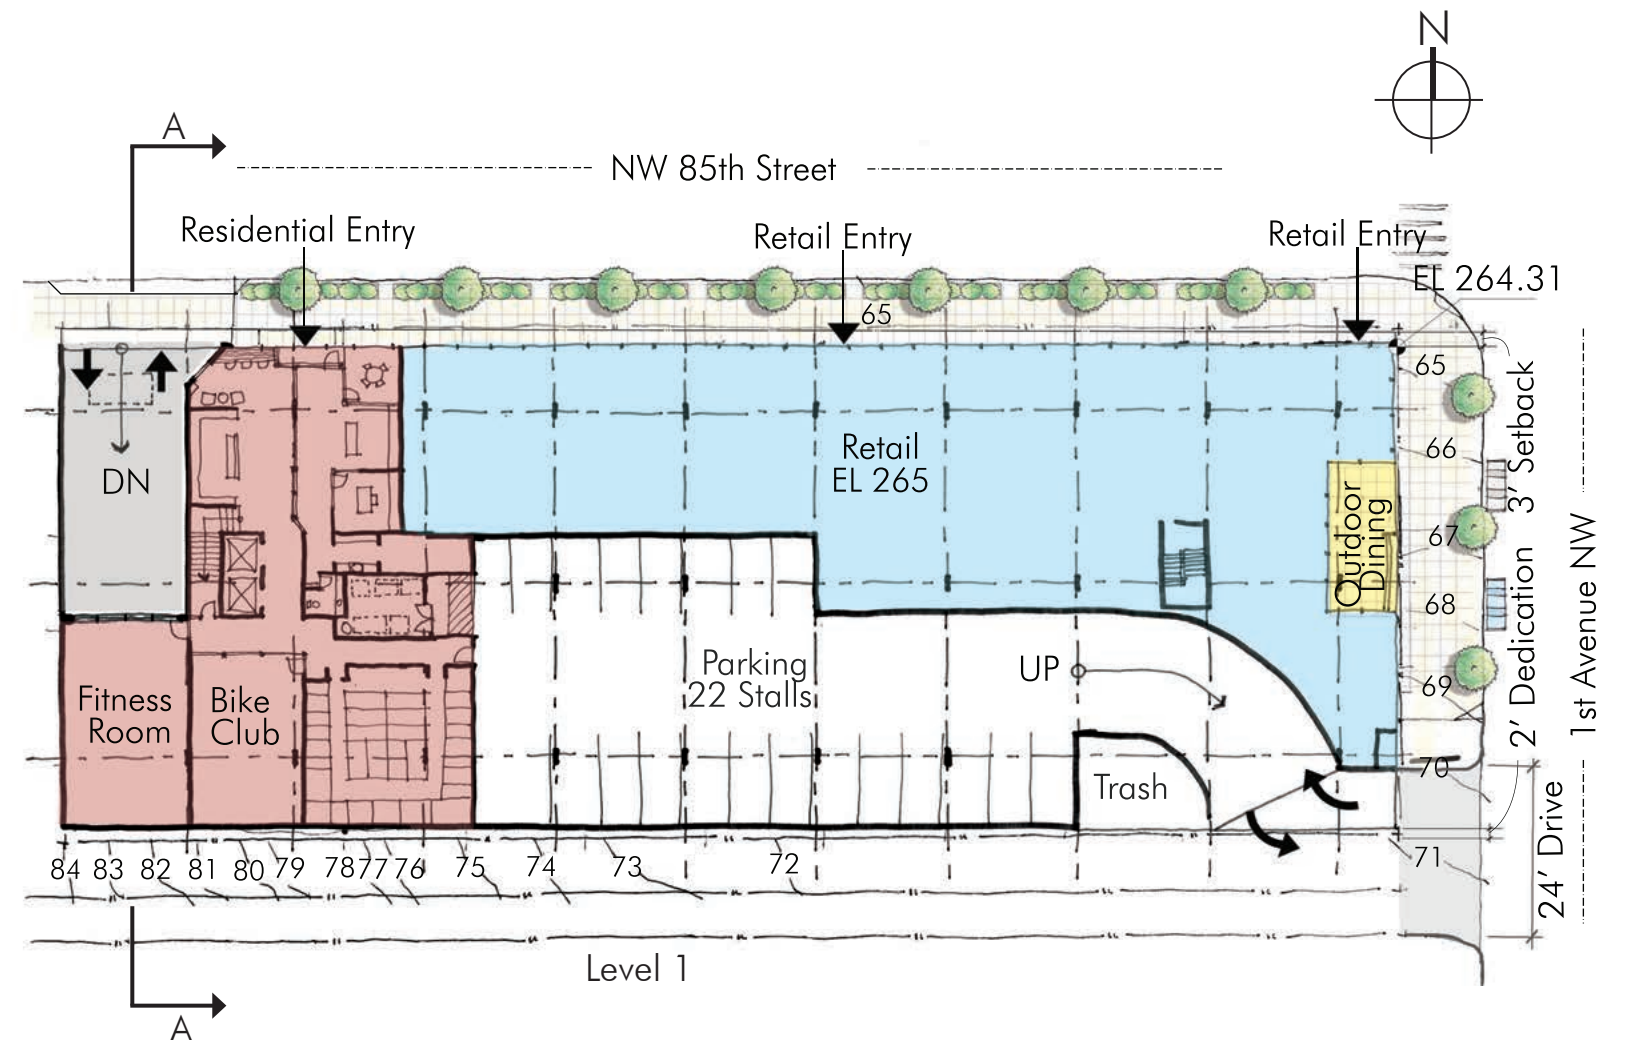 N
A
NW 85th Street
Residential Entry
Retail Entry
Retail Entry
EL 264.31
65
65
66
67
68
69
70
71
3' Setback
2' Dedication
24' Drive
1st Avenue NW
DN
Retail
EL 265
Outdoor
Dining
Parking
22 Stalls
UP
Fitness
Room
Bike
Club
Trash
84 83 82 81 80 79 78 77 76 75 74 73 72
Level 1
A